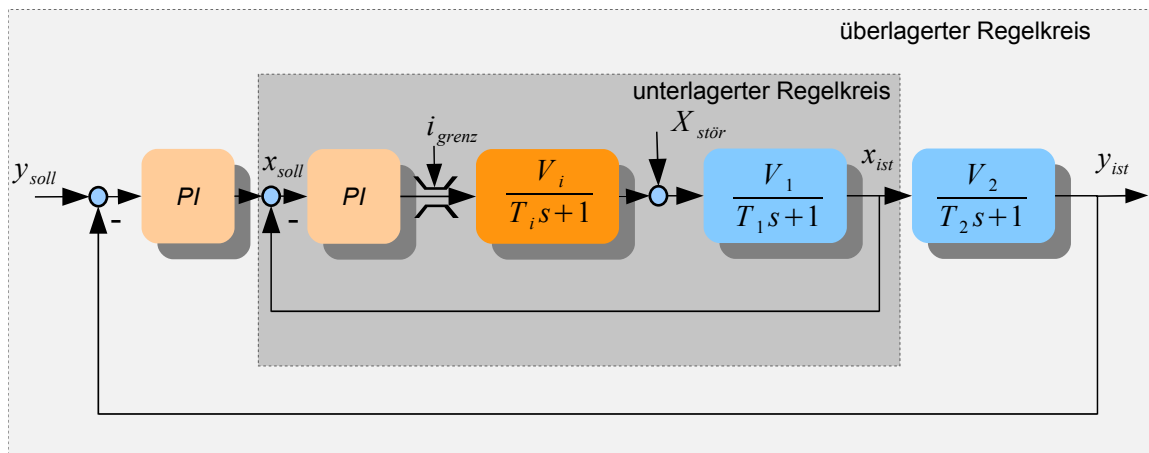 überlagerter Regelkreis
unterlagerter Regelkreis
y_soll
-
PI
x_soll
-
PI
i_grenz
V_i
T_i s+1
X_stör
V_1
T_1 s+1
x_ist
V_2
T_2 s+1
y_ist